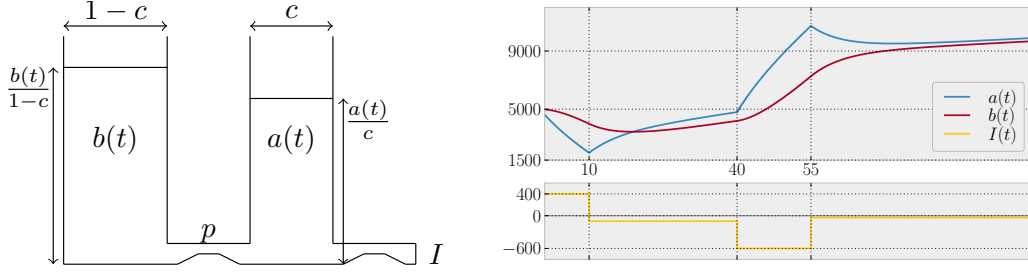 1 − c
c
b(t)
1−c
b(t)
a(t)
a(t)
c
p
I
9000
5000
1500
10
40
55
a(t)
b(t)
I(t)
400
0
−600